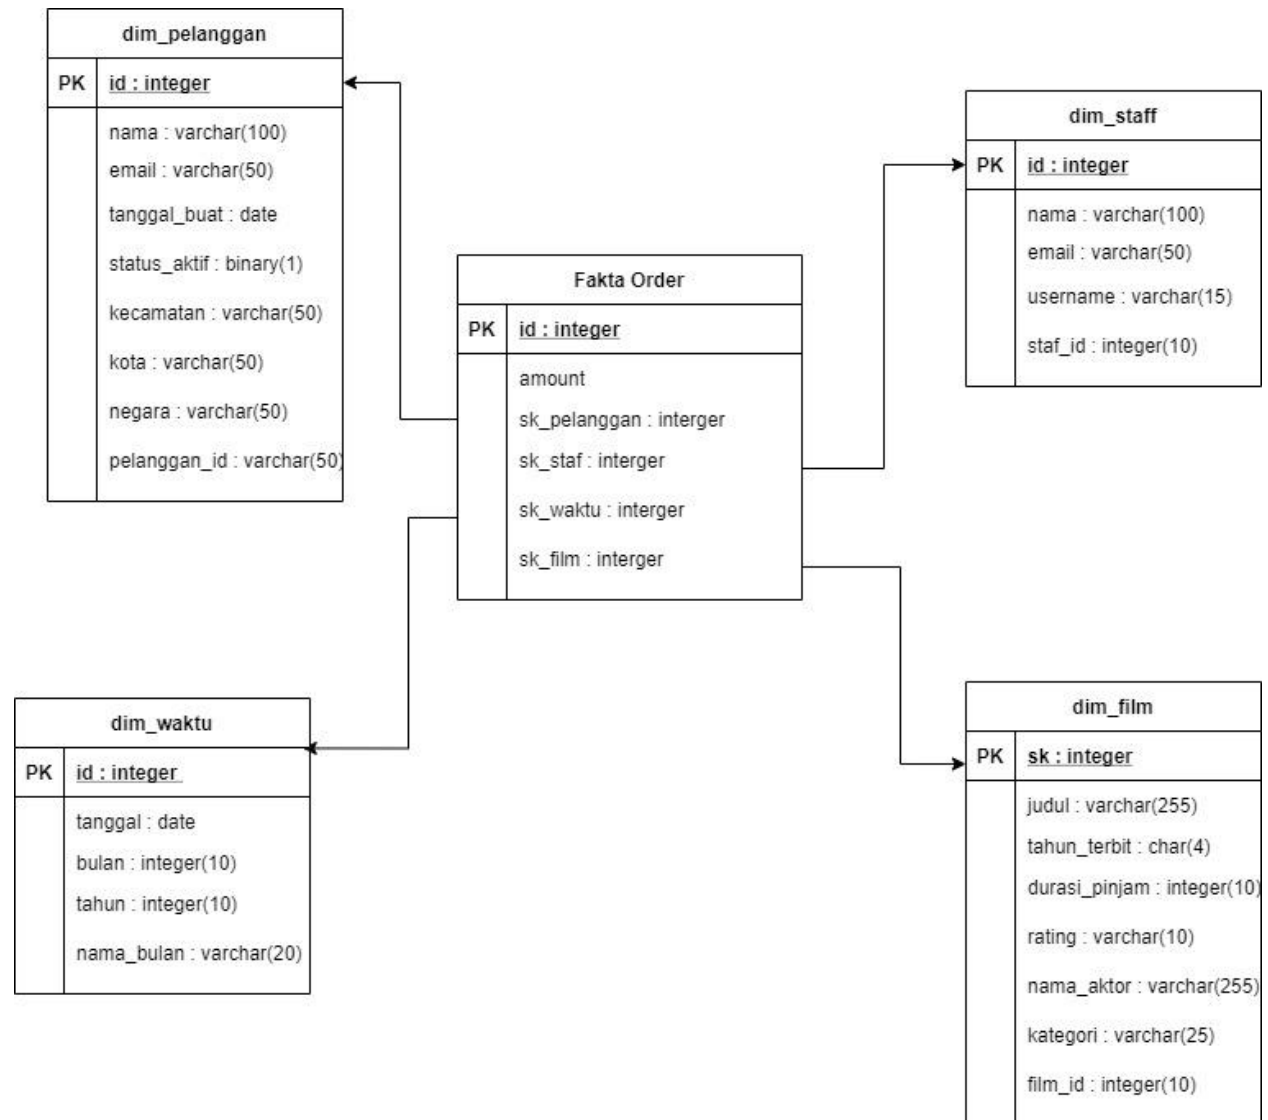 dim_pelanggan
PK id : integer
nama : varchar(100)
email : varchar(50)
tanggal_buat : date
status_aktif : binary(1)
kecamatan : varchar(50)
kota : varchar(50)
negara : varchar(50)
pelanggan_id : varchar(50)
dim_staff
PK id : integer
nama : varchar(100)
email : varchar(50)
username : varchar(15)
staf_id : integer(10)
Fakta Order
PK id : integer
amount
sk_pelanggan : interger
sk_staf : interger
sk_waktu : interger
sk_film : interger
dim_waktu
PK id : integer
tanggal : date
bulan : integer(10)
tahun : integer(10)
nama_bulan : varchar(20)
dim_film
PK sk : integer
judul : varchar(255)
tahun_terbit : char(4)
durasi_pinjam : integer(10)
rating : varchar(10)
nama_aktor : varchar(255)
kategori : varchar(25)
film_id : integer(10)